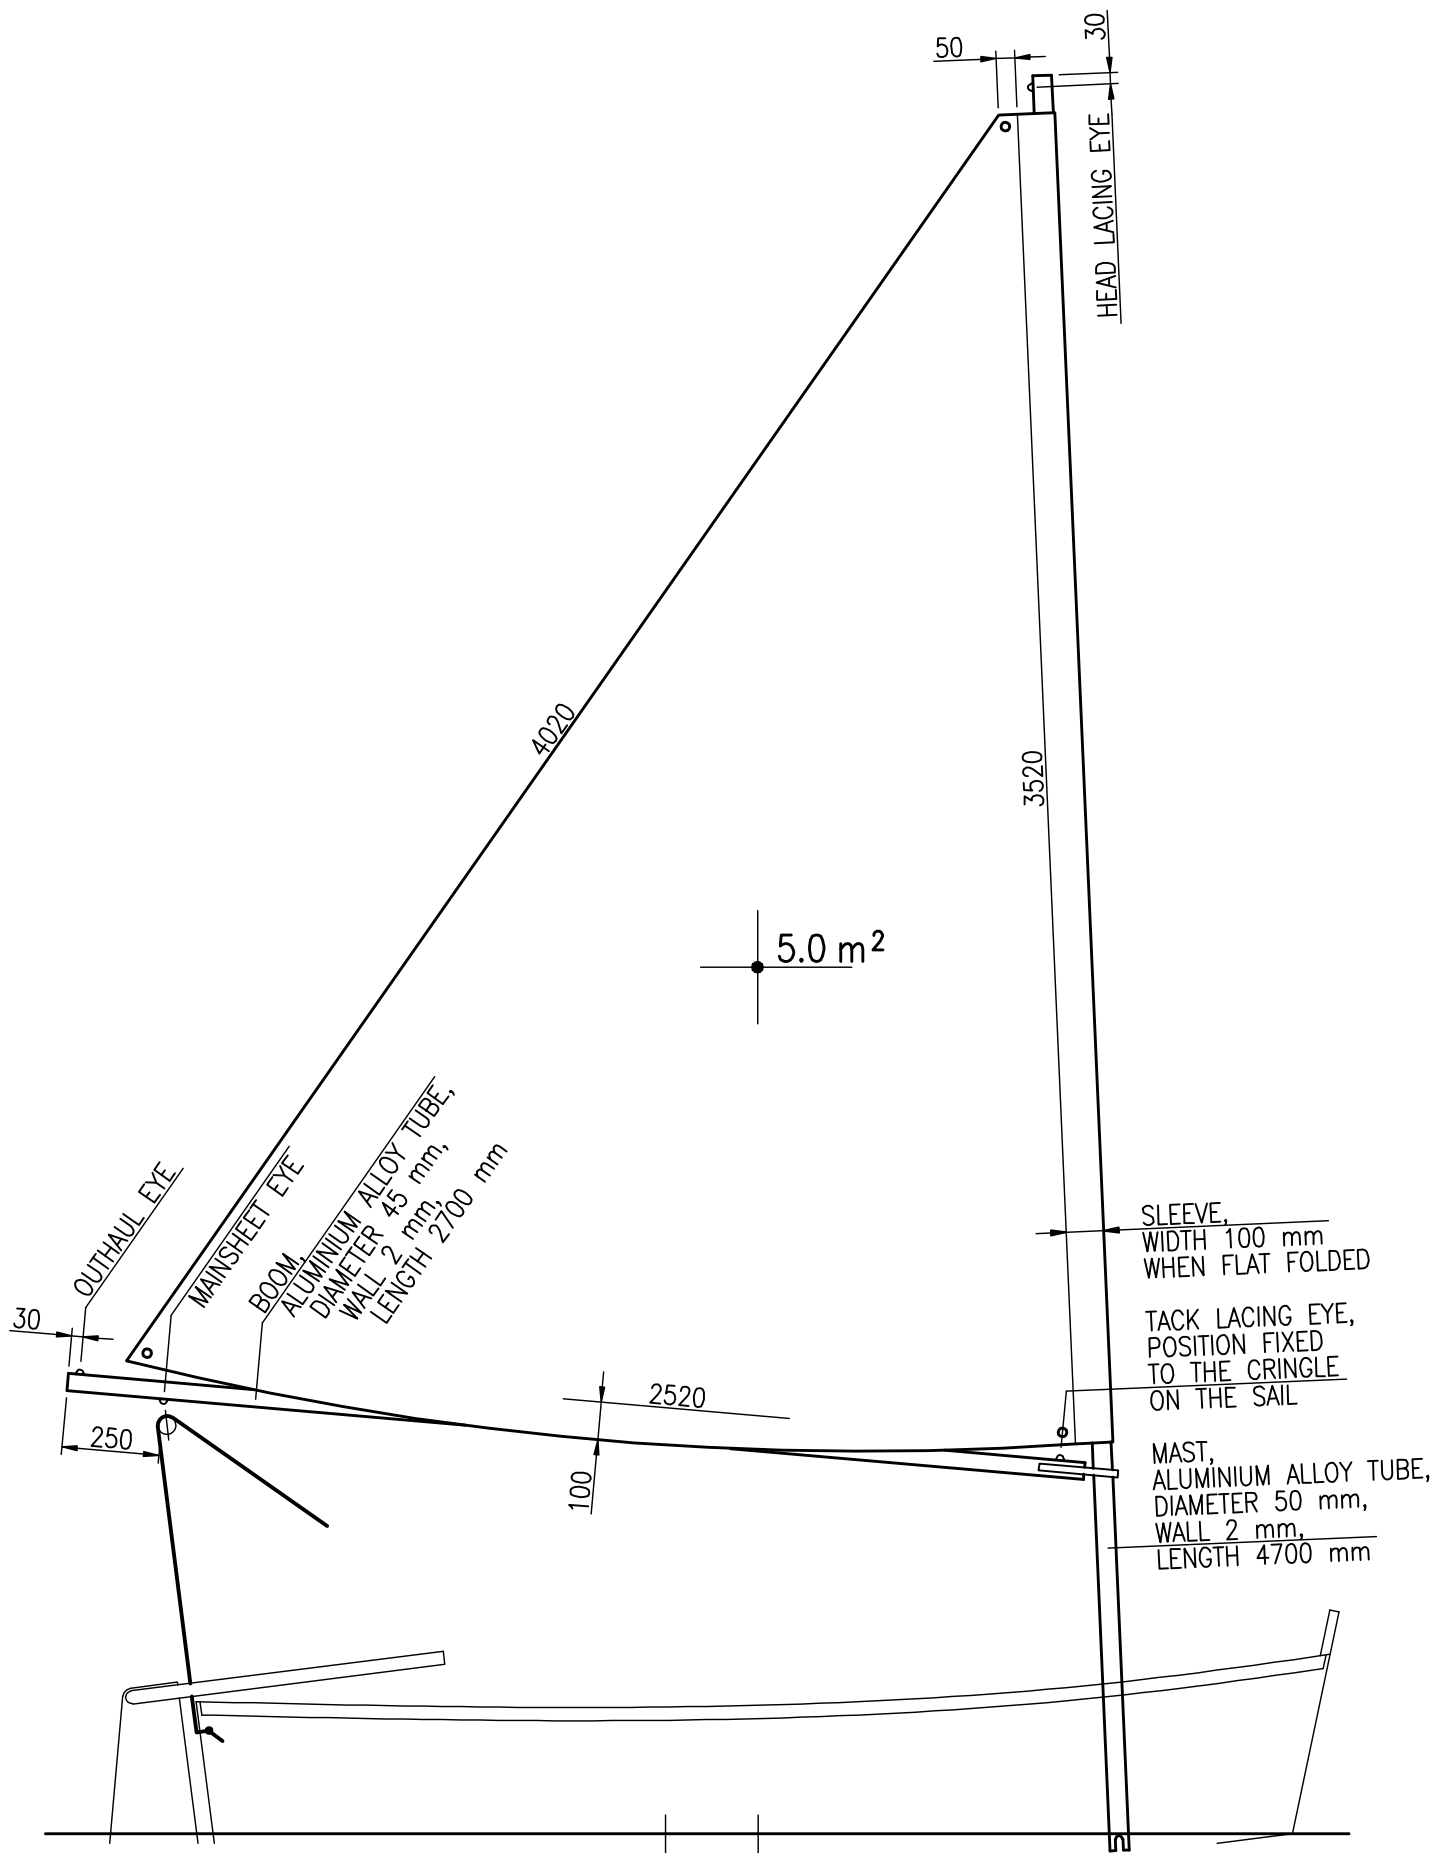 50
30
HEAD LACING EYE
4020
3520
5.0 m²
OUTHAUL EYE
MAINSHEET EYE
BOOM,
ALUMINIUM ALLOY TUBE,
DIAMETER 45 mm,
WALL 2 mm,
LENGTH 2700 mm
30
250
2520
100
SLEEVE,
WIDTH 100 mm
WHEN FLAT FOLDED
TACK LACING EYE,
POSITION FIXED
TO THE CRINGLE
ON THE SAIL
MAST,
ALUMINIUM ALLOY TUBE,
DIAMETER 50 mm,
WALL 2 mm,
LENGTH 4700 mm